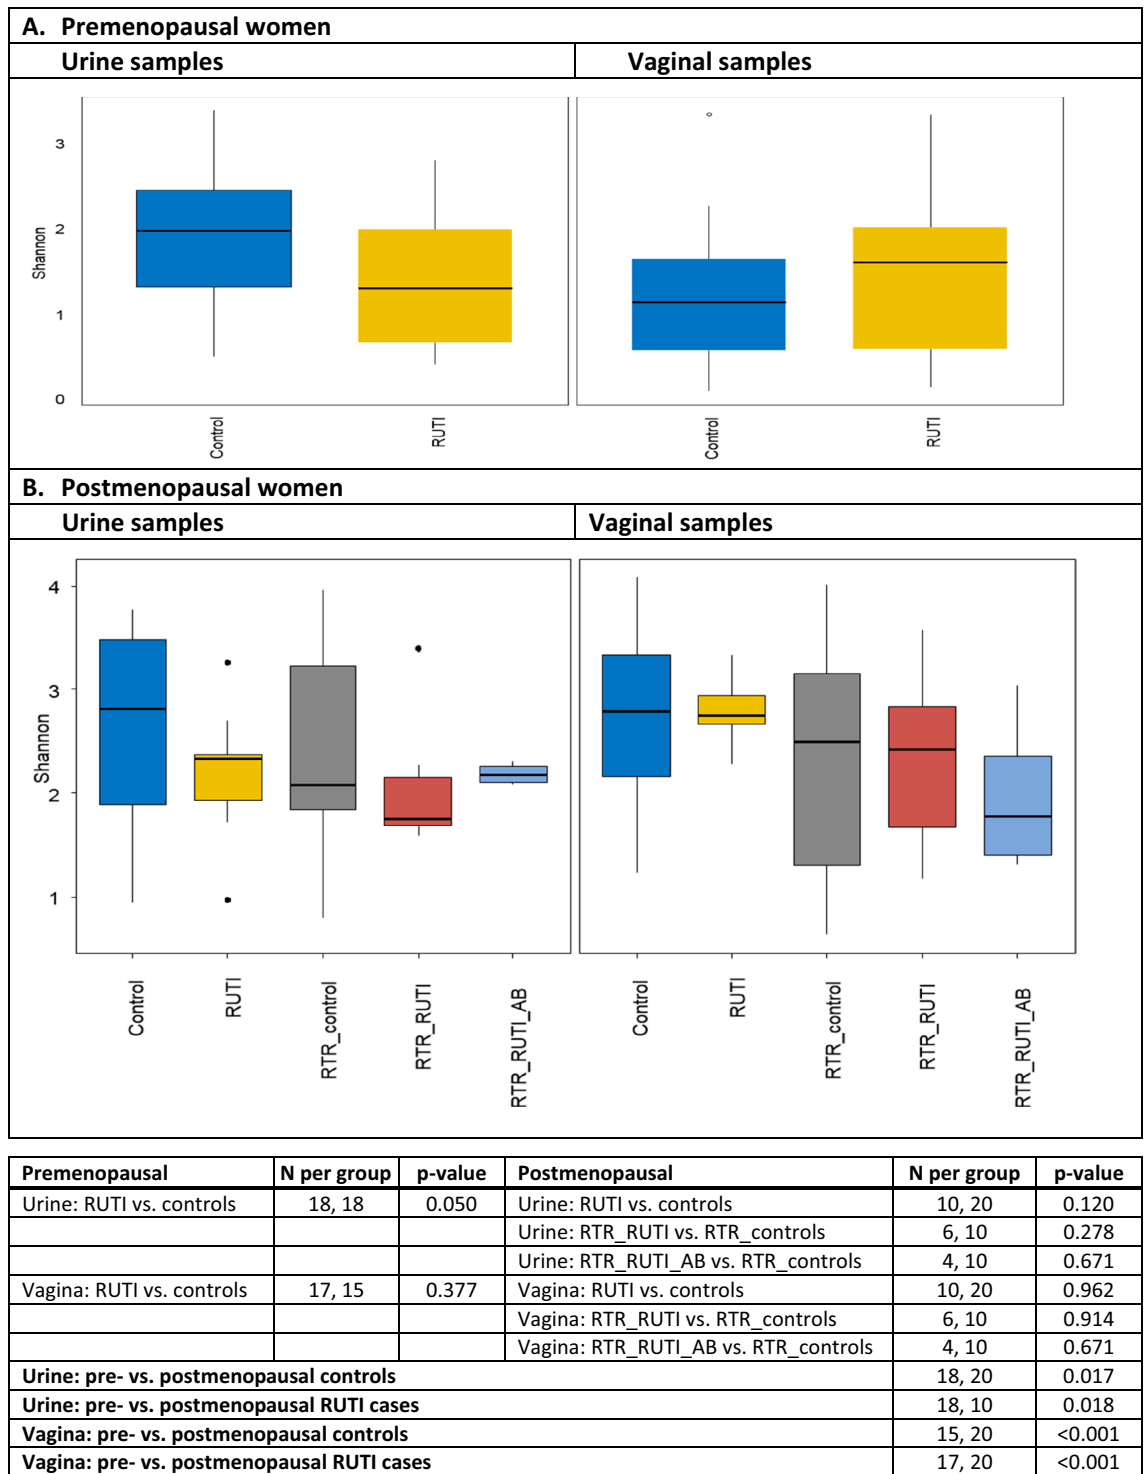 A. Premenopausal women
Urine samples Vaginal samples
Shannon
3
2
1
0
Control RUTI Control RUTI
B. Postmenopausal women
Urine samples Vaginal samples
Shannon
4
3
2
1
Control RUTI RTR_control RTR_RUTI RTR_RUTI_AB Control RUTI RTR_control RTR_RUTI RTR_RUTI_AB
Premenopausal N per group p-value Postmenopausal N per group p-value
Urine: RUTI vs. controls 18, 18 0.050 Urine: RUTI vs. controls 10, 20 0.120
Urine: RTR_RUTI vs. RTR_controls 6, 10 0.278
Urine: RTR_RUTI_AB vs. RTR_controls 4, 10 0.671
Vagina: RUTI vs. controls 17, 15 0.377 Vagina: RUTI vs. controls 10, 20 0.962
Vagina: RTR_RUTI vs. RTR_controls 6, 10 0.914
Vagina: RTR_RUTI_AB vs. RTR_controls 4, 10 0.671
Urine: pre- vs. postmenopausal controls 18, 20 0.017
Urine: pre- vs. postmenopausal RUTI cases 18, 10 0.018
Vagina: pre- vs. postmenopausal controls 15, 20 <0.001
Vagina: pre- vs. postmenopausal RUTI cases 17, 20 <0.001